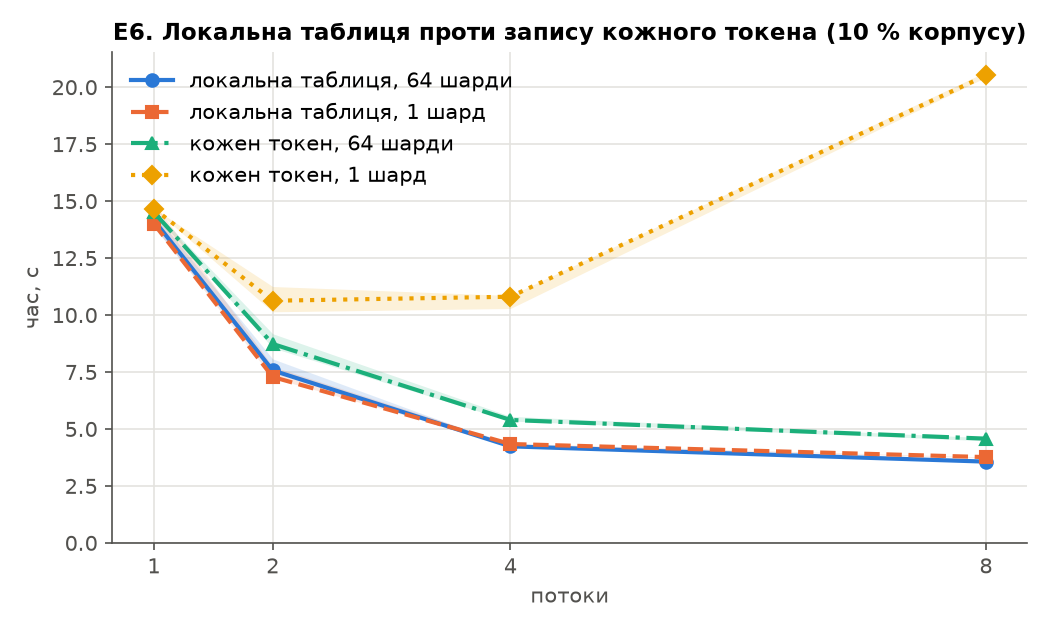 E6. Локальна таблиця проти запису кожного токена (10 % корпусу)
локальна таблиця, 64 шарди
локальна таблиця, 1 шард
кожен токен, 64 шарди
кожен токен, 1 шард
20.0
17.5
15.0
12.5
10.0
7.5
5.0
2.5
0.0
час, с
1 2 4 8
потоки